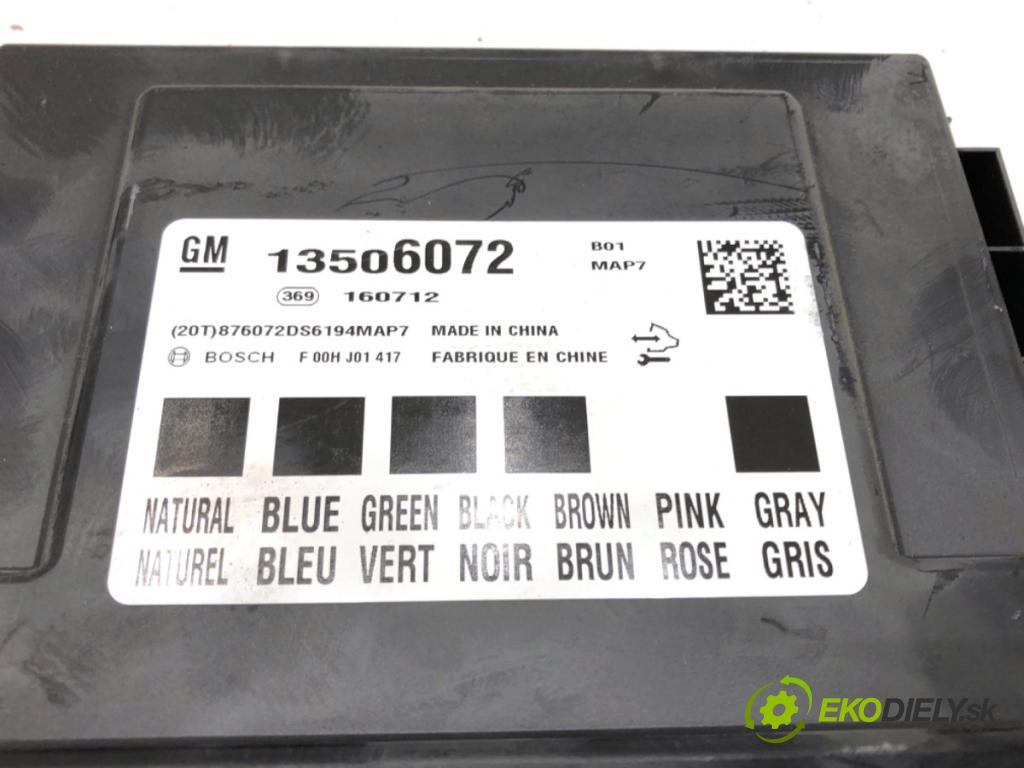 GM 13506072 B01
MAP7
369 160712
(20T)876072DS6194MAP7 MADE IN CHINA
BOSCH F 00H J01 417 FABRIQUE EN CHINE
NATURAL BLUE GREEN BLACK BROWN PINK GRAY
NATUREL BLEU VERT NOIR BRUN ROSE GRIS
EKODIELY.sk